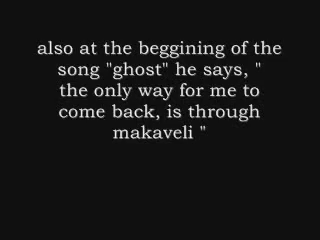 also at the beggining of the
song "ghost" he says, "
the only way for me to
come back, is through
makaveli "